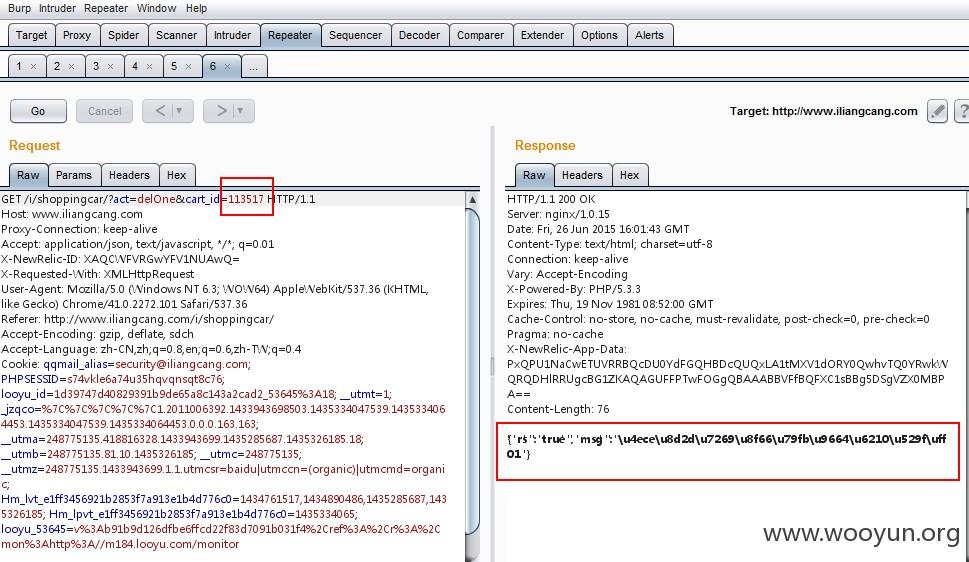 Burp Intruder Repeater Window Help
Target Proxy Spider Scanner Intruder Repeater Sequencer Decoder Comparer Extender Options Alerts
1 × 2 × 3 × 4 × 5 × 6 × ...
Go Cancel < ▼ > ▼ Target: http://www.iliangcang.com ?
Request
Raw Params Headers Hex
GET /i/shoppingcar/?act=delOne&cart_id=113517 HTTP/1.1
Host: www.iliangcang.com
Proxy-Connection: keep-alive
Accept: application/json, text/javascript, */*; q=0.01
X-NewRelic-ID: XAQCWFVRGwYFV1NUAwQ=
X-Requested-With: XMLHttpRequest
User-Agent: Mozilla/5.0 (Windows NT 6.3; WOW64) AppleWebKit/537.36 (KHTML,
like Gecko) Chrome/41.0.2272.101 Safari/537.36
Referer: http://www.iliangcang.com/i/shoppingcar/
Accept-Encoding: gzip, deflate, sdch
Accept-Language: zh-CN,zh;q=0.8,en;q=0.6,zh-TW;q=0.4
Cookie: qqmail_alias=security@iliangcang.com;
PHPSESSID=s74vkle6a74u35hqvqnsqt8c76;
looyu_id=1d39747d40829391b9de65a8c143a2cad2_53645%3A18; __utmt=1;
_jzqco=%7C%7C%7C%7C%7C1.2011006392.1433943698503.1435334047539.143533406
4453.1435334047539.1435334064453.0.0.0.163.163;
__utma=248775135.418816328.1433943699.1435285687.1435325186.18;
__utmb=248775135.81.10.1435325186; __utmc=248775135;
__utmz=248775135.1433943699.1.1.utmcsr=baidu|utmccn=(organic)|utmcmd=organi
c;
Hm_lvt_e1ff3456921b2853f7a913e1b4d776c0=1434761517,1434890486,1435285687,143
5326185; Hm_lpvt_e1ff3456921b2853f7a913e1b4d776c0=1435334065;
looyu_53645=v%3Ab91b9d126dfbe6ffcd22f83d7091b031f4%2Cref%3A%2Cr%3A%2C
mon%3Ahttp%3A//m184.looyu.com/monitor
Response
Raw Headers Hex
HTTP/1.1 200 OK
Server: nginx/1.0.15
Date: Fri, 26 Jun 2015 16:01:43 GMT
Content-Type: text/html; charset=utf-8
Connection: keep-alive
Vary: Accept-Encoding
X-Powered-By: PHP/5.3.3
Expires: Thu, 19 Nov 1981 08:52:00 GMT
Cache-Control: no-store, no-cache, must-revalidate, post-check=0, pre-check=0
Pragma: no-cache
X-NewRelic-App-Data:
PxQPU1NaCwETUVRRBQcDU0YdFGQHBDcQUQxLA1tMXV1dORY0QwhvTQ0YRwkW
QRQDHlRRUgcBG1ZKAQAGUFFPTwFOGgQBAAABBVFfBQFXC1sBBg5DSgVZX0MBP
A==
Content-Length: 76
{"rs":"true","msg":"\u4ece\u8d2d\u7269\u8f66\u79fb\u9664\u6210\u529f\uff
01"}
www.wooyun.org